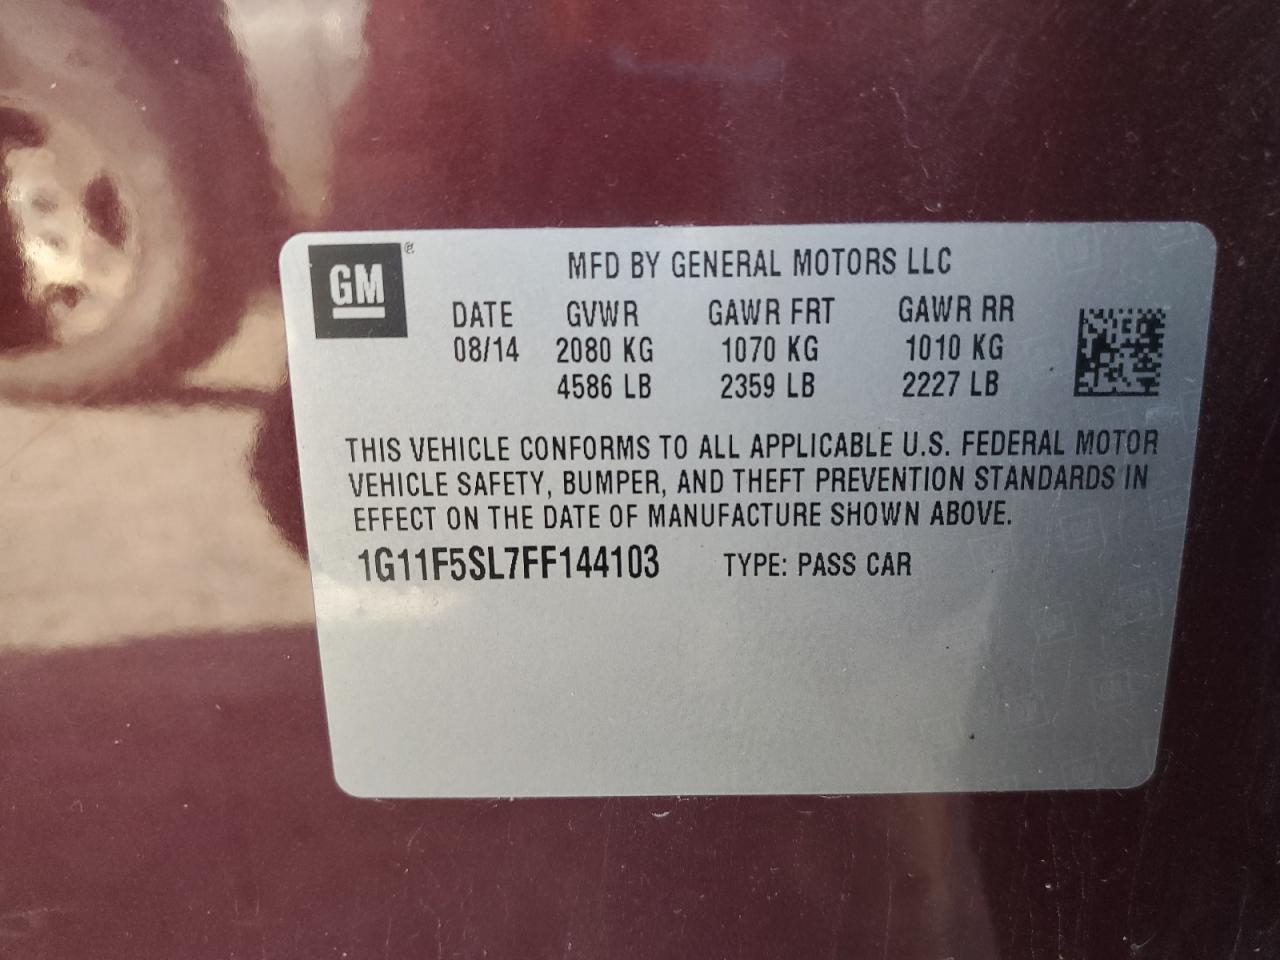 GM ®
MFD BY GENERAL MOTORS LLC
DATE GVWR GAWR FRT GAWR RR
08/14 2080 KG 1070 KG 1010 KG
4586 LB 2359 LB 2227 LB
THIS VEHICLE CONFORMS TO ALL APPLICABLE U.S. FEDERAL MOTOR
VEHICLE SAFETY, BUMPER, AND THEFT PREVENTION STANDARDS IN
EFFECT ON THE DATE OF MANUFACTURE SHOWN ABOVE.
1G11F5SL7FF144103 TYPE: PASS CAR